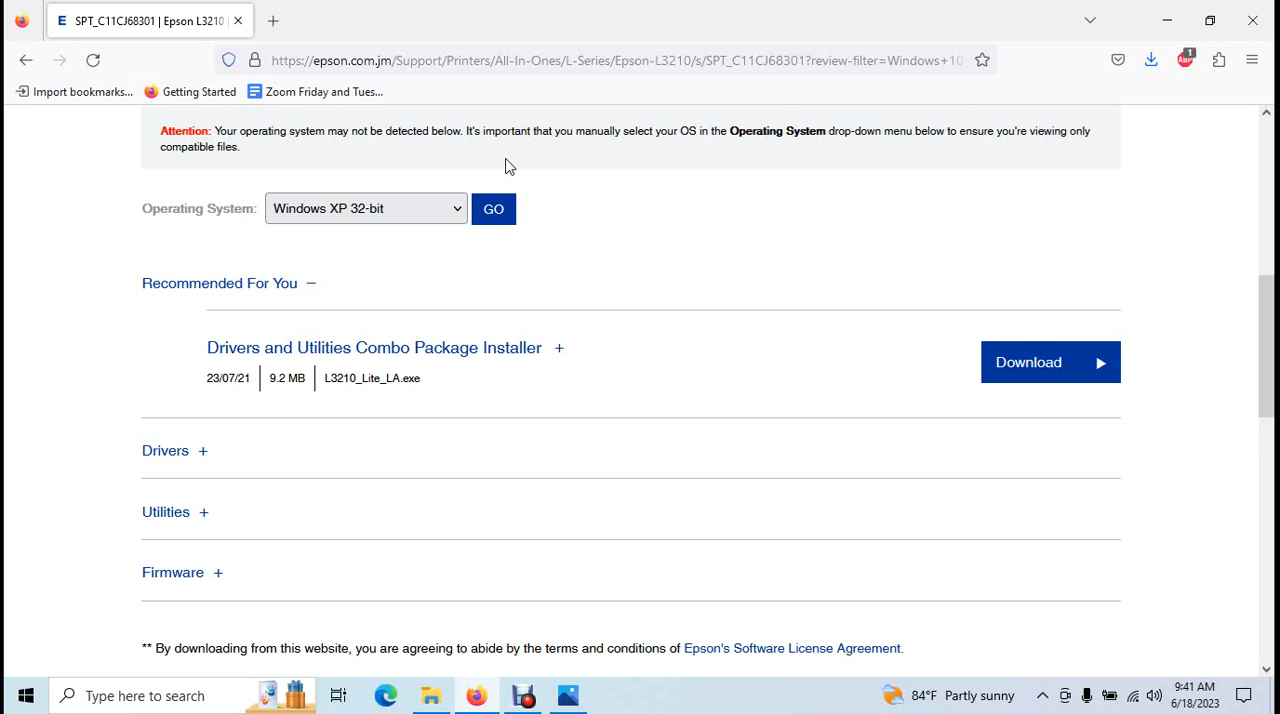 SPT_C11CJ68301 | Epson L3210 |
https://epson.com.jm/Support/Printers/All-In-Ones/L-Series/Epson-L3210/s/SPT_C11CJ68301?review-filter=Windows+10
1
ABP
Import bookmarks...
Getting Started
Zoom Friday and Tues...
Attention: Your operating system may not be detected below. It's important that you manually select your OS in the Operating System drop-down menu below to ensure you're viewing only
compatible files.
Operating System: Windows XP 32-bit GO
Recommended For You −
Drivers and Utilities Combo Package Installer +
23/07/21 | 9.2 MB | L3210_Lite_LA.exe
Download
Drivers +
Utilities +
Firmware +
** By downloading from this website, you are agreeing to abide by the terms and conditions of Epson's Software License Agreement.
Type here to search
84°F Partly sunny
9:41 AM
6/18/2023